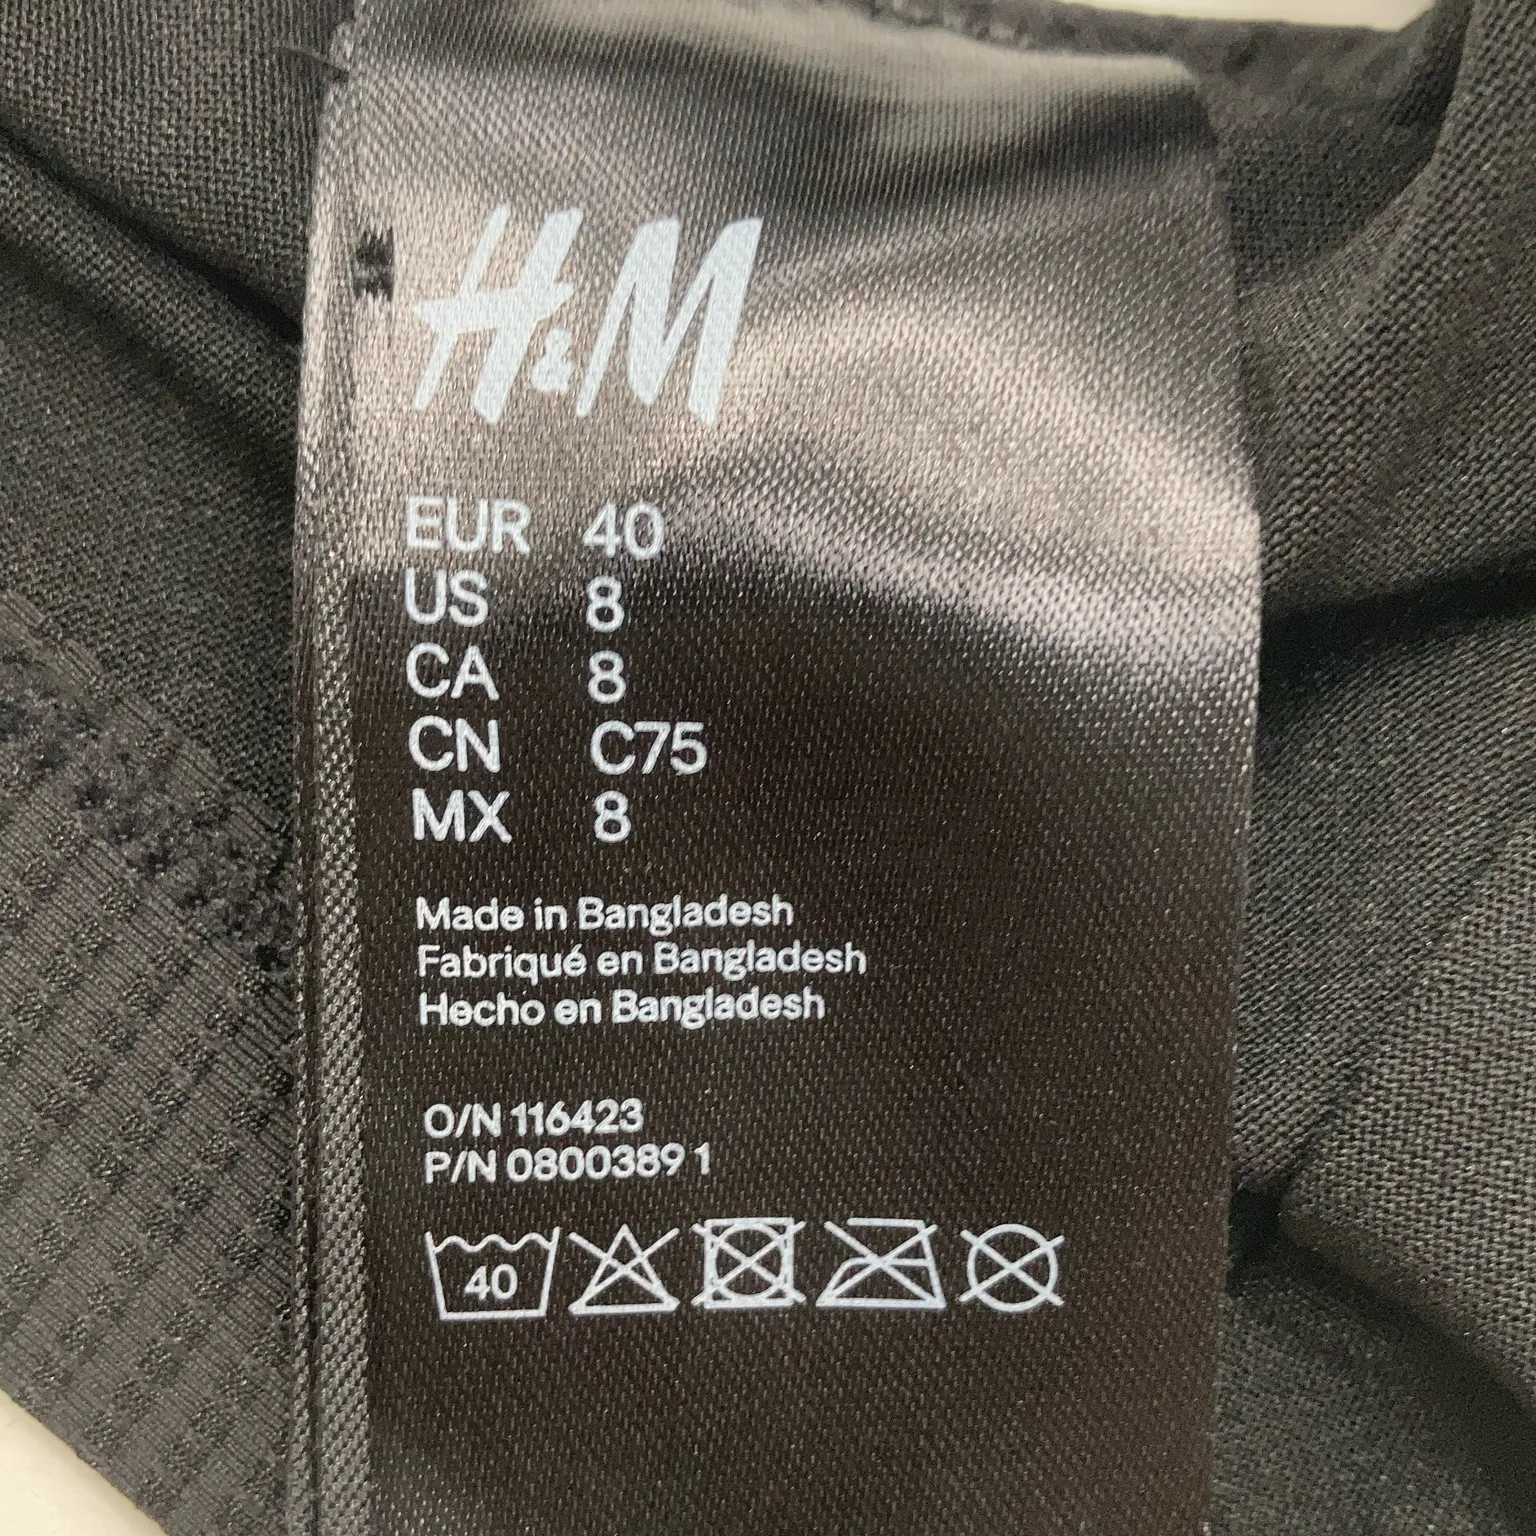 H&M
EUR 40
US 8
CA 8
CN C75
MX 8
Made in Bangladesh
Fabriqué en Bangladesh
Hecho en Bangladesh
O/N 116423
P/N 0800389 1
40